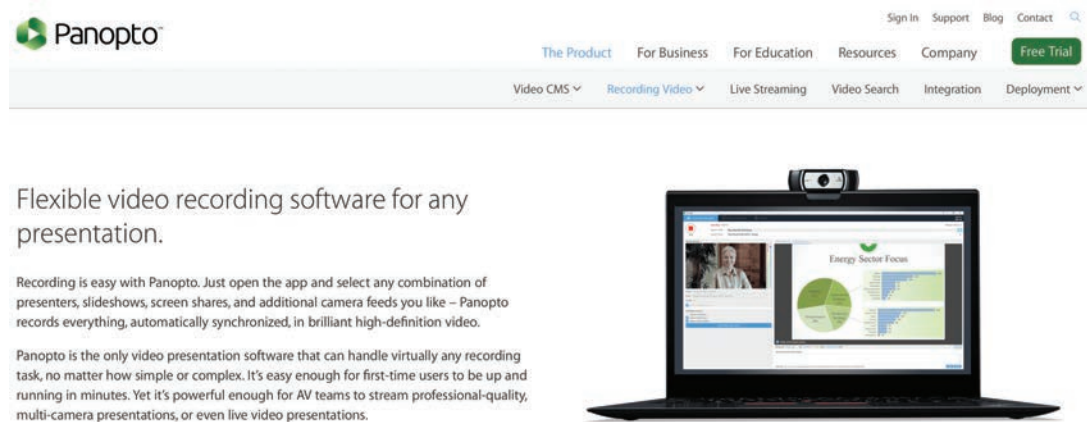 Panopto
Sign In Support Blog Contact
The Product For Business For Education Resources Company Free Trial
Video CMS Recording Video Live Streaming Video Search Integration Deployment
Flexible video recording software for any
presentation.
Recording is easy with Panopto. Just open the app and select any combination of
presenters, slideshows, screen shares, and additional camera feeds you like – Panopto
records everything, automatically synchronized, in brilliant high-definition video.
Panopto is the only video presentation software that can handle virtually any recording
task, no matter how simple or complex. It's easy enough for first-time users to be up and
running in minutes. Yet it's powerful enough for AV teams to stream professional-quality,
multi-camera presentations, or even live video presentations.
Energy Sector Focus